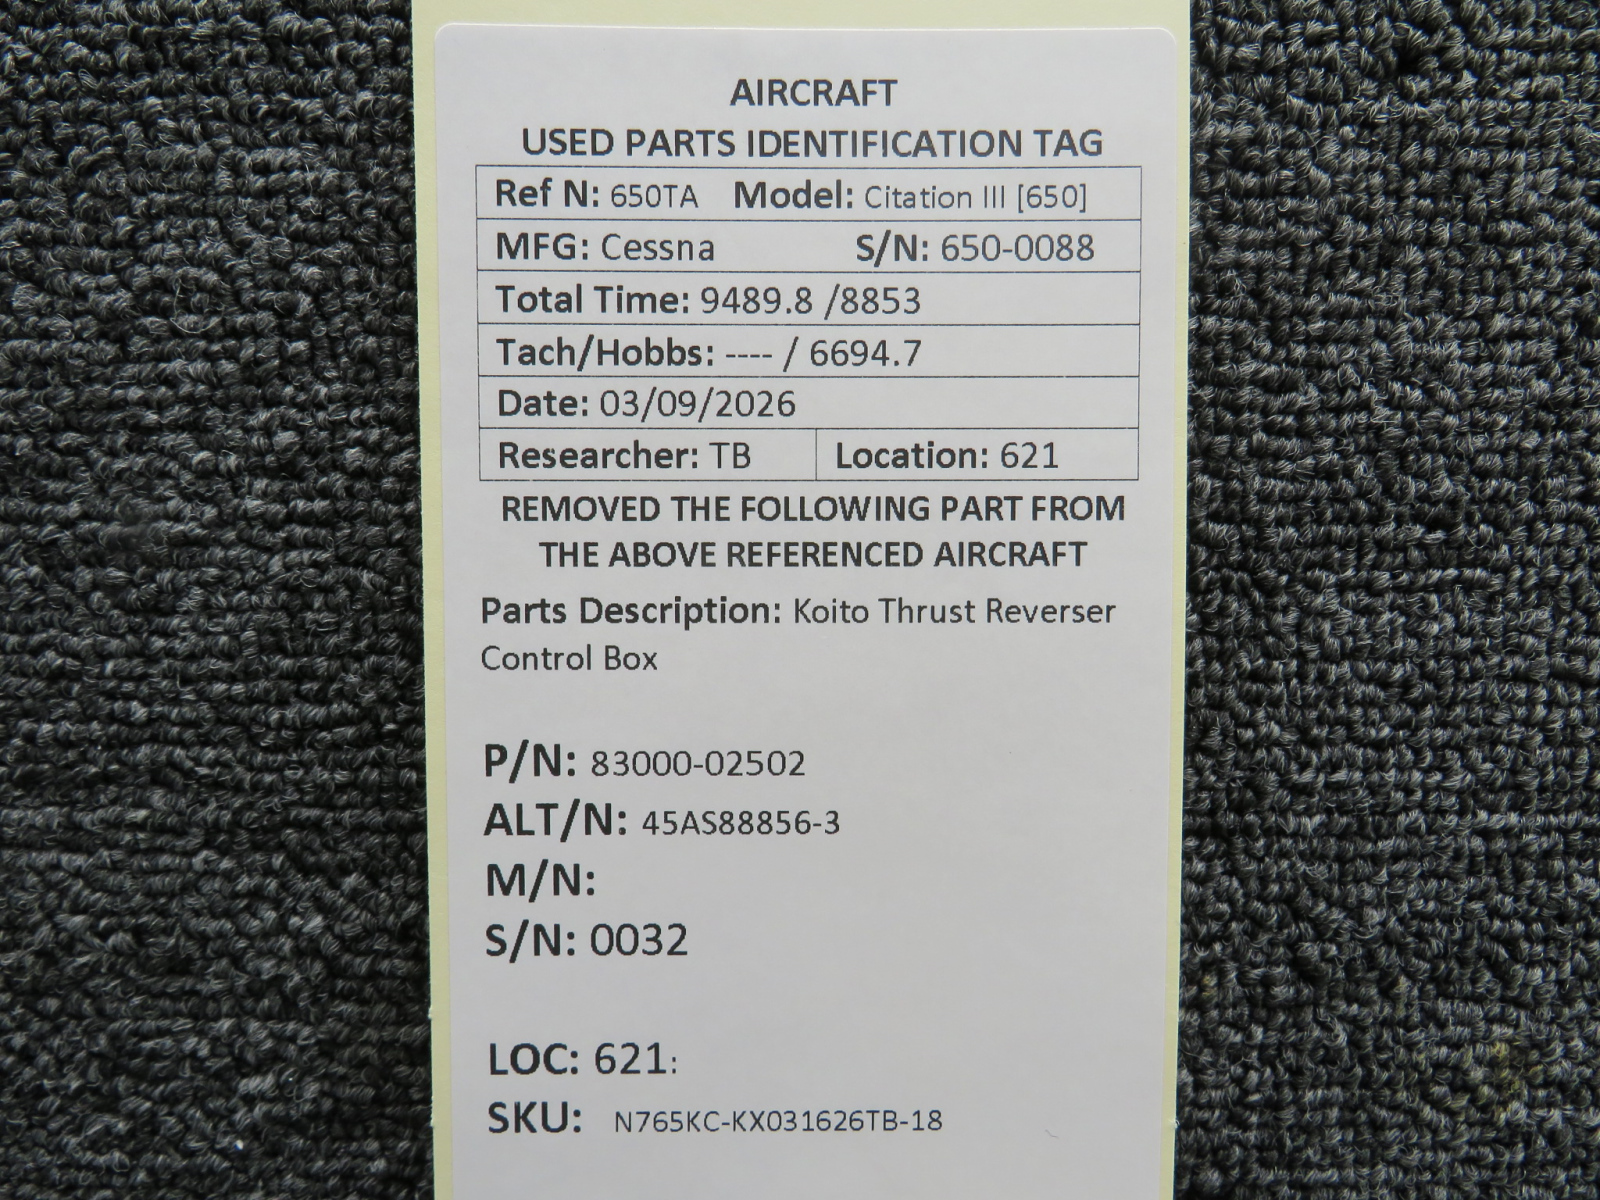 AIRCRAFT
USED PARTS IDENTIFICATION TAG
Ref N: 650TA Model: Citation III [650]
MFG: Cessna S/N: 650-0088
Total Time: 9489.8 /8853
Tach/Hobbs: ---- / 6694.7
Date: 03/09/2026
Researcher: TB Location: 621
REMOVED THE FOLLOWING PART FROM
THE ABOVE REFERENCED AIRCRAFT
Parts Description: Koito Thrust Reverser
Control Box
P/N: 83000-02502
ALT/N: 45AS88856-3
M/N:
S/N: 0032
LOC: 621:
SKU: N765KC-KX031626TB-18